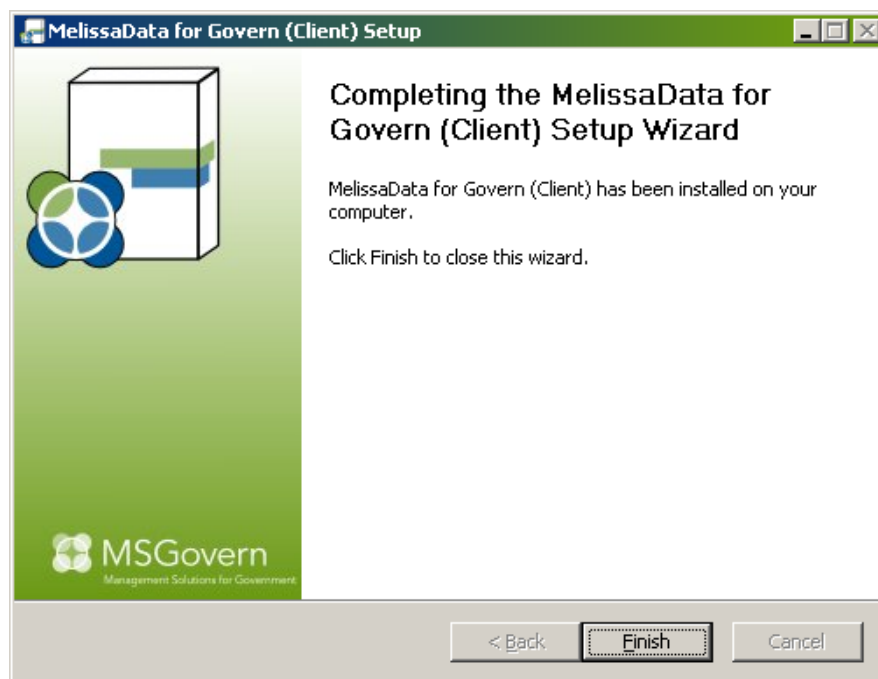 MelissaData for Govern (Client) Setup
Completing the MelissaData for
Govern (Client) Setup Wizard
MelissaData for Govern (Client) has been installed on your
computer.
Click Finish to close this wizard.
MSGovern
Management Solutions for Government
< Back
Finish
Cancel